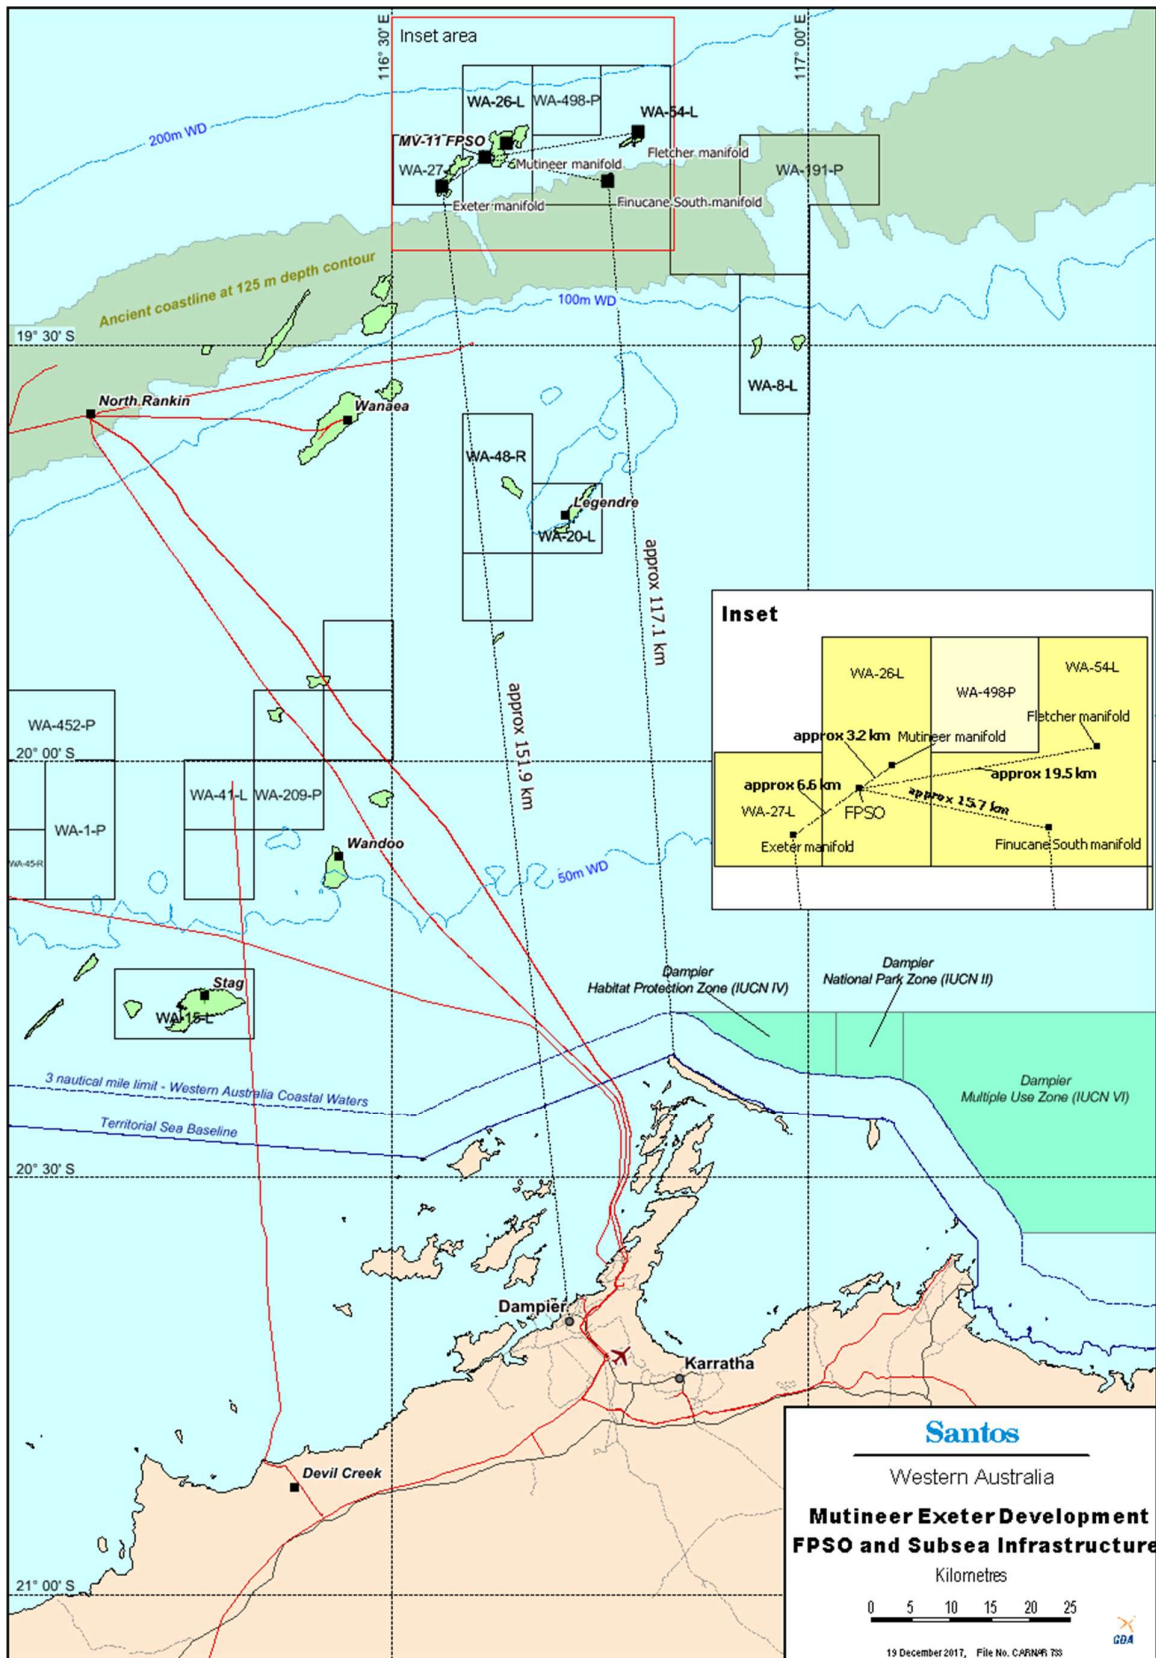 Inset area
116° 30' E
117° 00' E
200m WD
WA-26-L
WA-498-P
WA-54-L
MV-11 FPSO
Mutineer manifold
Fletcher manifold
WA-27-L
WA-191-P
Exeter manifold
Finucane South manifold
Ancient coastline at 125 m depth contour
100m WD
19° 30' S
WA-8-L
North Rankin
Wanaea
WA-48-R
Legendre
WA-20-L
approx 117.1 km
approx 151.9 km
Inset
WA-26-L
WA-498-P
WA-54-L
Fletcher manifold
approx 3.2 km
Mutineer manifold
approx 19.5 km
approx 6.6 km
approx 15.7 km
WA-27-L
FPSO
Exeter manifold
Finucane South manifold
WA-452-P
20° 00' S
WA-41-L
WA-209-P
WA-1-P
WA-45-R
Wandoo
50m WD
Stag
WA-15-L
Dampier
Habitat Protection Zone (IUCN IV)
Dampier
National Park Zone (IUCN II)
Dampier
Multiple Use Zone (IUCN VI)
3 nautical mile limit - Western Australia Coastal Waters
Territorial Sea Baseline
20° 30' S
Dampier
Karratha
Devil Creek
21° 00' S
Santos
Western Australia
Mutineer Exeter Development
FPSO and Subsea Infrastructure
Kilometres
0 5 10 15 20 25
19 December 2017, File No. CARNAR 733
GDA